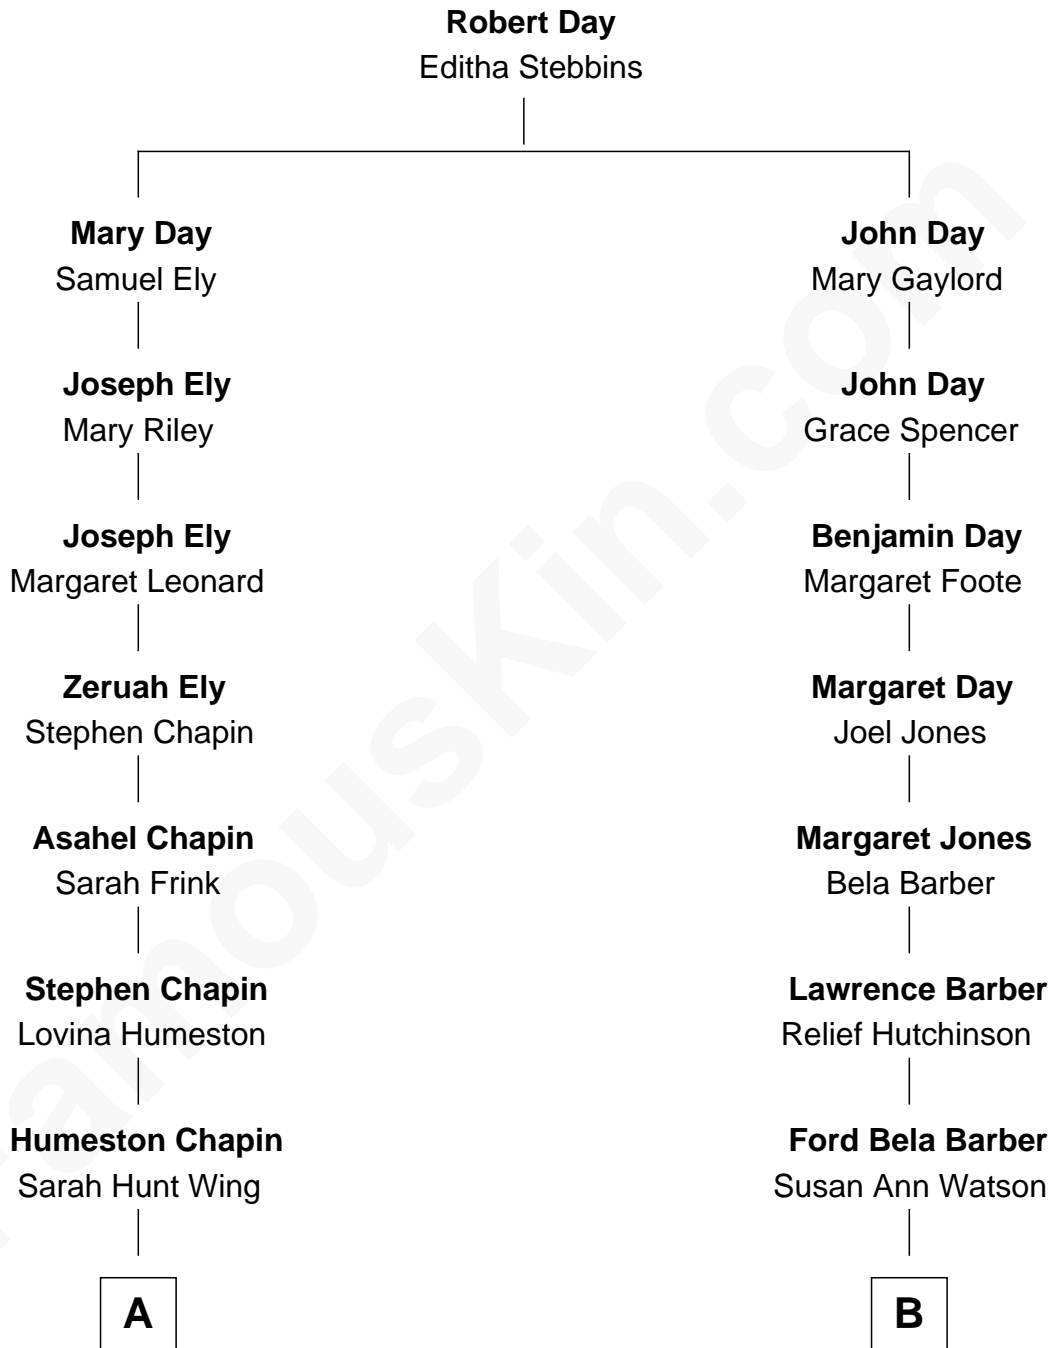 Robert Day
Editha Stebbins
Mary Day
Samuel Ely
John Day
Mary Gaylord
Joseph Ely
Mary Riley
John Day
Grace Spencer
Joseph Ely
Margaret Leonard
Benjamin Day
Margaret Foote
Zeruah Ely
Stephen Chapin
Margaret Day
Joel Jones
Asahel Chapin
Sarah Frink
Margaret Jones
Bela Barber
Stephen Chapin
Lovina Humeston
Lawrence Barber
Relief Hutchinson
Humeston Chapin
Sarah Hunt Wing
Ford Bela Barber
Susan Ann Watson
A
B
FamousKin.com